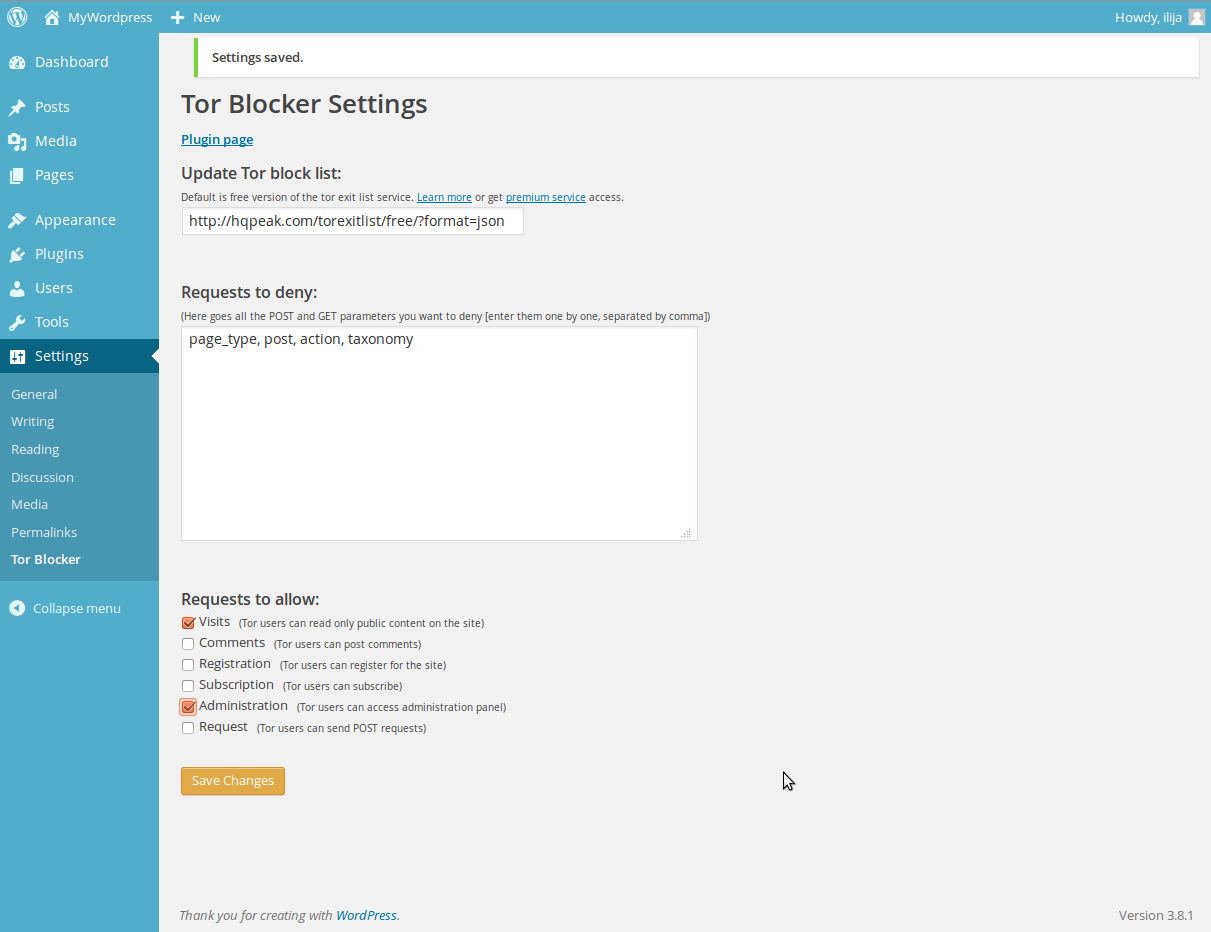 MyWordpress New Howdy, ilija
Dashboard
Posts
Media
Pages
Appearance
Plugins
Users
Tools
Settings
General
Writing
Reading
Discussion
Media
Permalinks
Tor Blocker
Collapse menu
Settings saved.
Tor Blocker Settings
Plugin page
Update Tor block list:
Default is free version of the tor exit list service. Learn more or get premium service access.
http://hqpeak.com/torexitlist/free/?format=json
Requests to deny:
(Here goes all the POST and GET parameters you want to deny [enter them one by one, separated by comma])
page_type, post, action, taxonomy
Requests to allow:
Visits (Tor users can read only public content on the site)
Comments (Tor users can post comments)
Registration (Tor users can register for the site)
Subscription (Tor users can subscribe)
Administration (Tor users can access administration panel)
Request (Tor users can send POST requests)
Save Changes
Thank you for creating with WordPress. Version 3.8.1